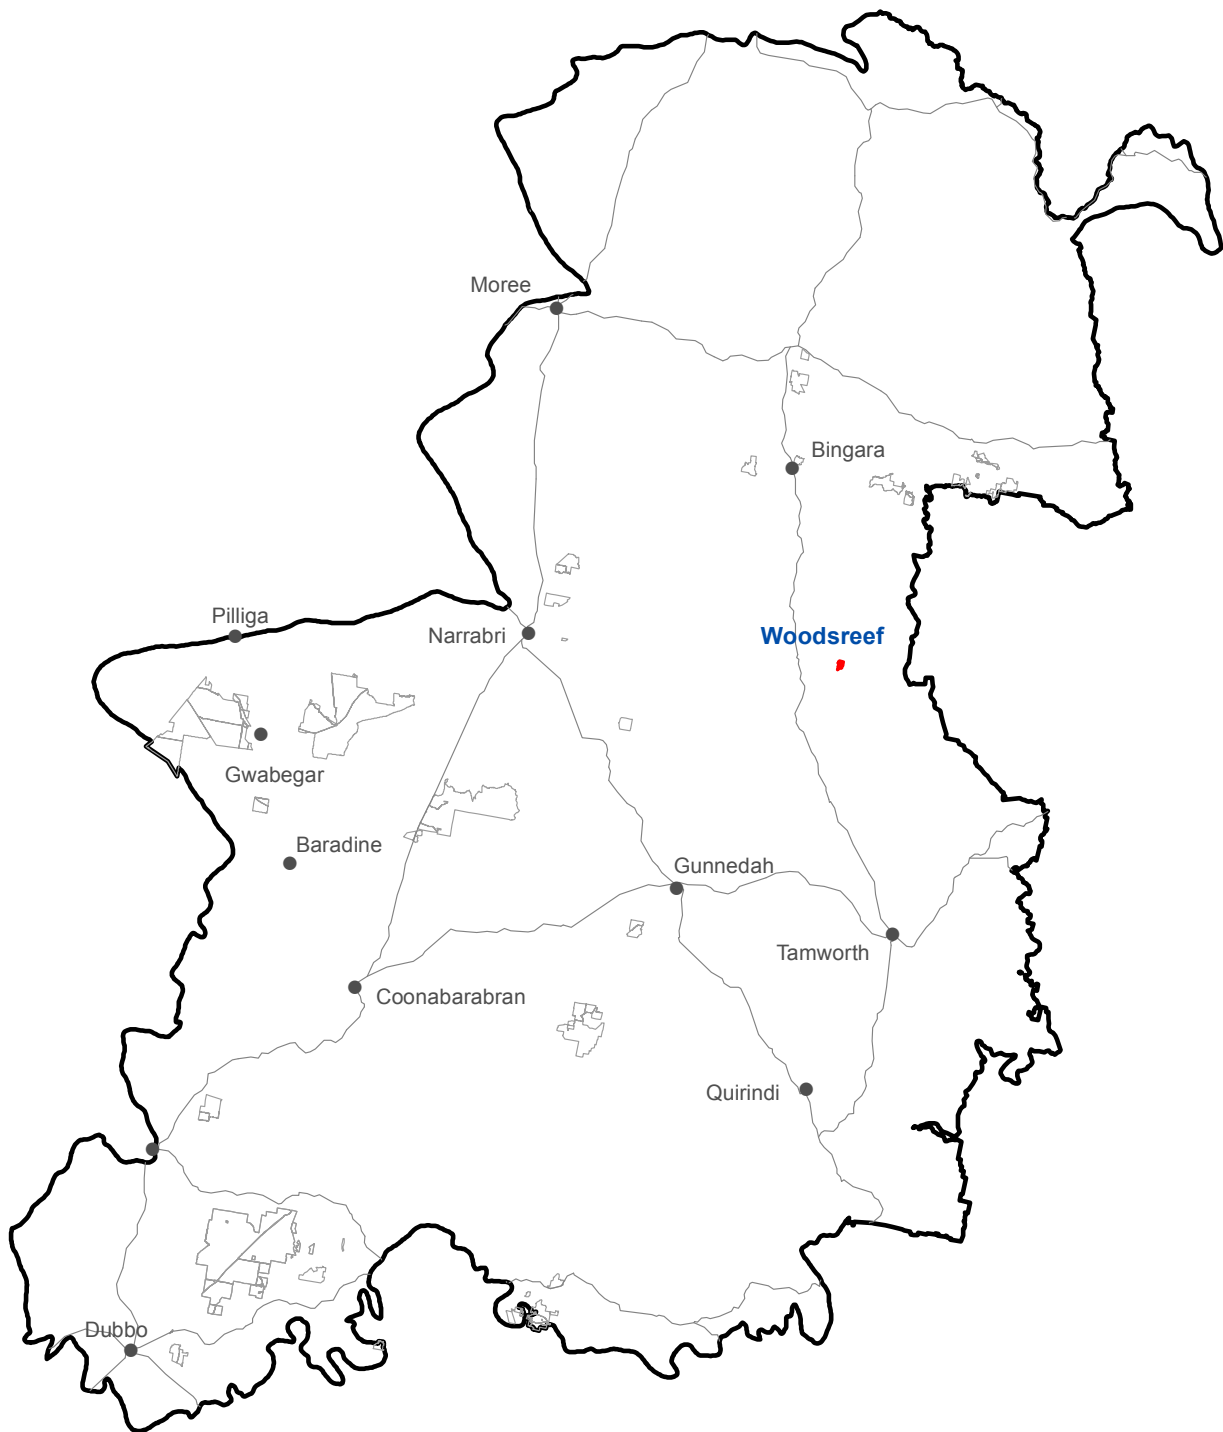 Moree
Bingara
Pilliga
Narrabri
Woodsreef
Gwabegar
Baradine
Gunnedah
Tamworth
Coonabarabran
Quirindi
Dubbo